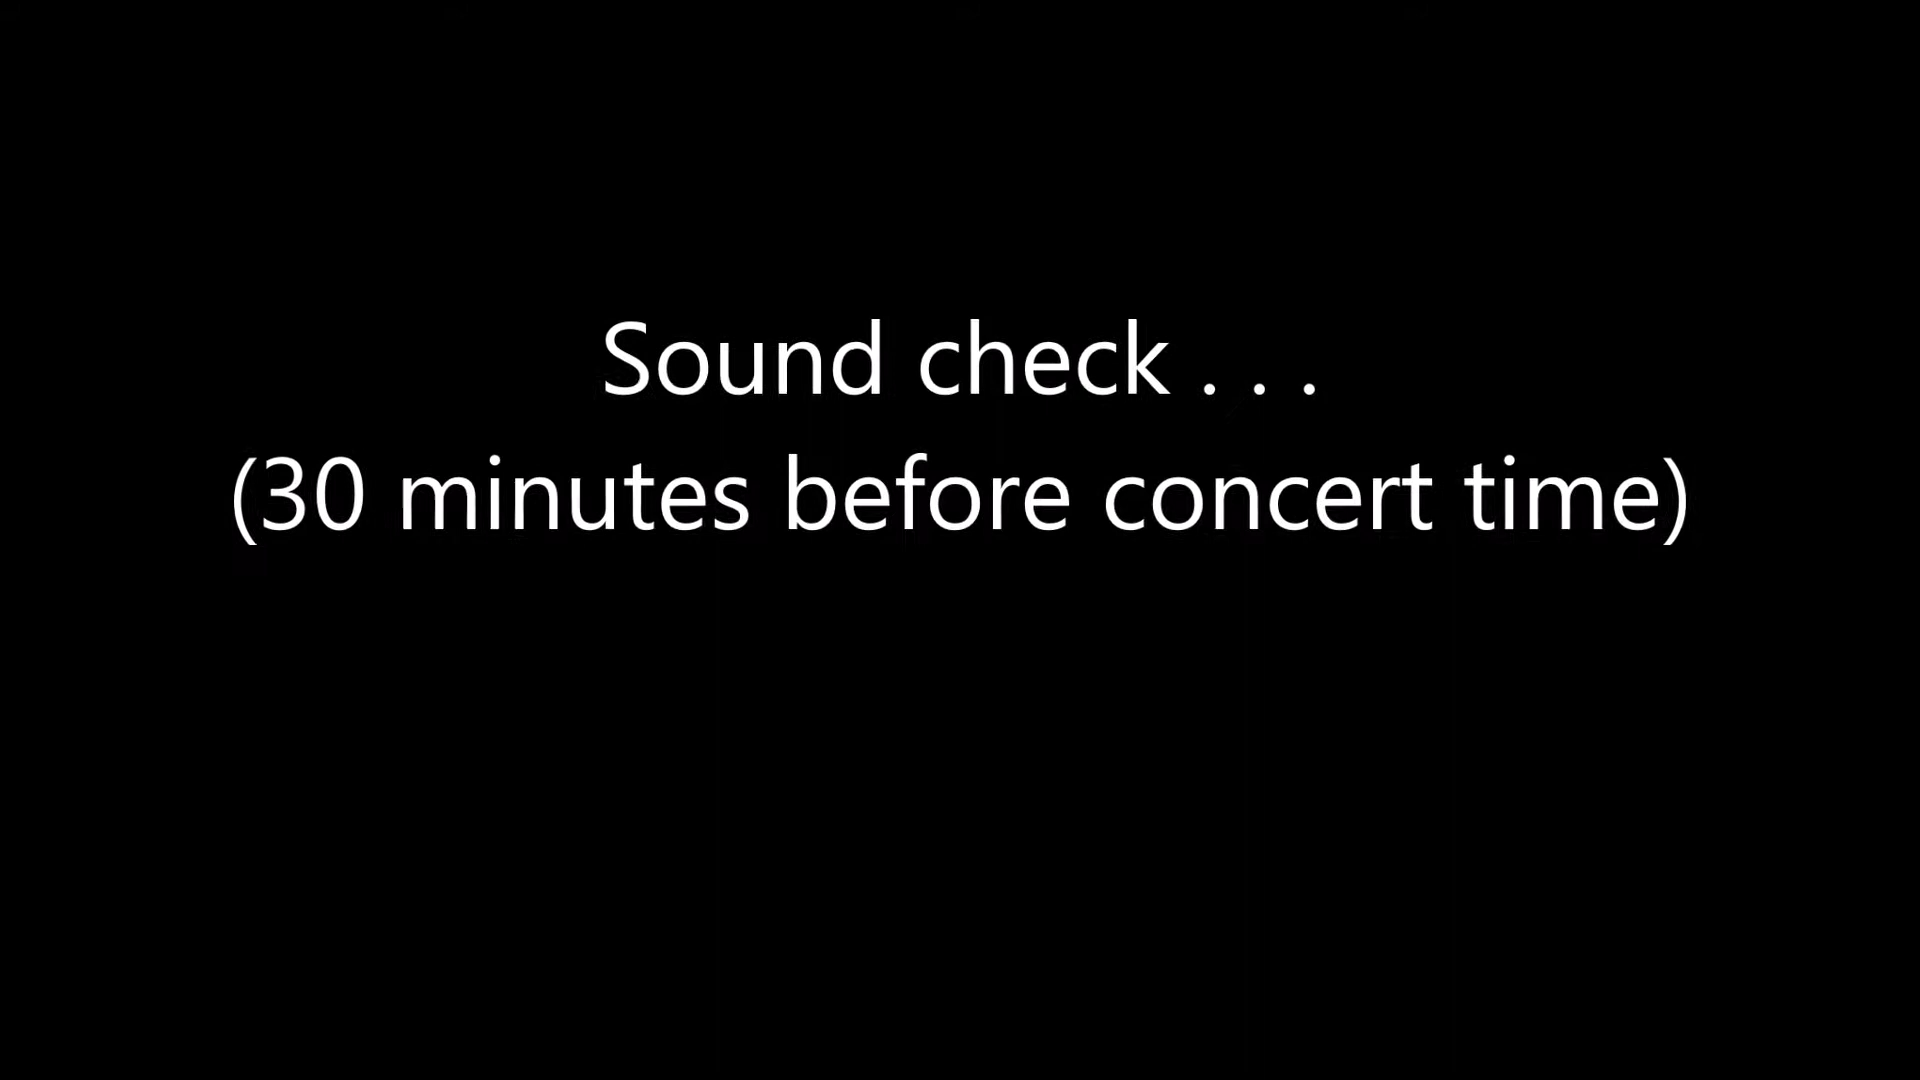 Sound check . . .
(30 minutes before concert time)